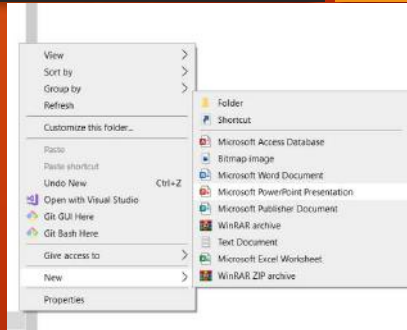 View
Sort by
Group by
Refresh
Customize this folder...
Paste
Paste shortcut
Undo New Ctrl+Z
Open with Visual Studio
Git GUI Here
Git Bash Here
Give access to
New
Properties
Folder
Shortcut
Microsoft Access Database
Bitmap image
Microsoft Word Document
Microsoft PowerPoint Presentation
Microsoft Publisher Document
WinRAR archive
Text Document
Microsoft Excel Worksheet
WinRAR ZIP archive